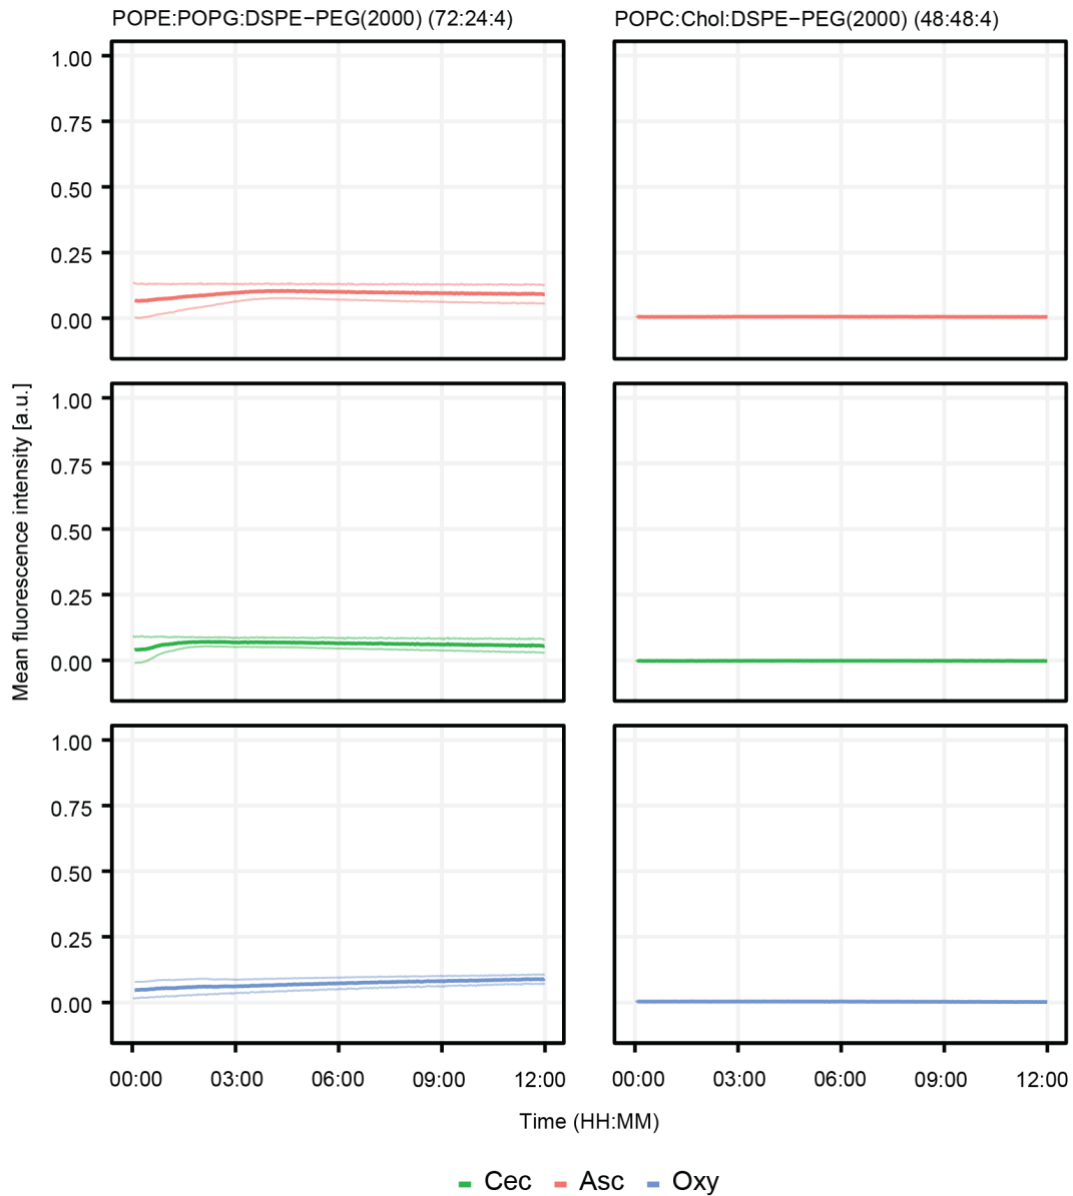 POPE:POPG:DSPE−PEG(2000) (72:24:4)
POPC:Chol:DSPE−PEG(2000) (48:48:4)
1.00
0.75
0.50
0.25
0.00
Mean fluorescence intensity [a.u.]
1.00
0.75
0.50
0.25
0.00
1.00
0.75
0.50
0.25
0.00
00:00 03:00 06:00 09:00 12:00
00:00 03:00 06:00 09:00 12:00
Time (HH:MM)
Cec Asc Oxy